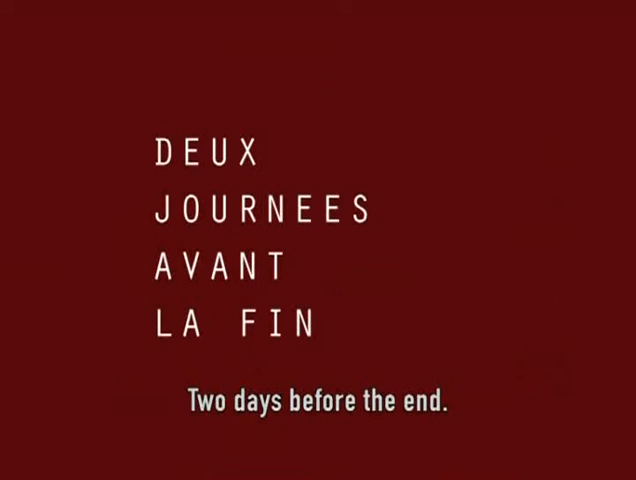 DEUX
JOURNEES
AVANT
LA FIN
Two days before the end.